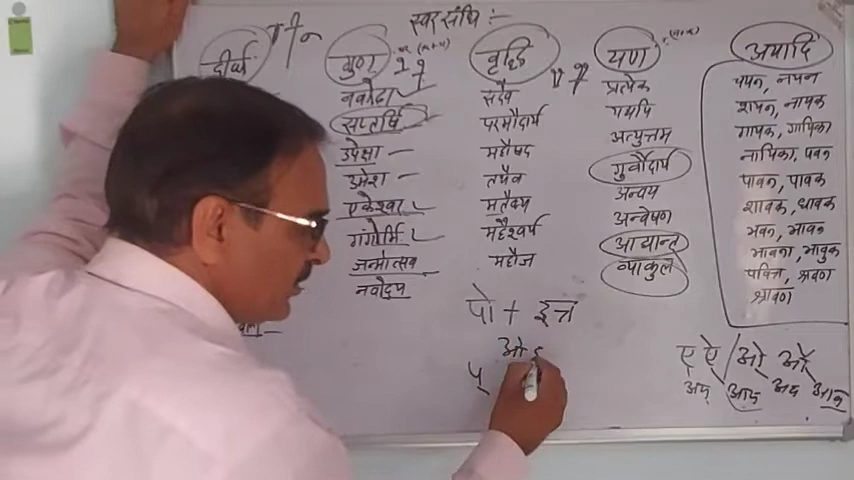 स्वर संधि :-
दीर्घ
गुण
वृद्धि
यण
अयादि
नवोढा
सप्तर्षि
उपेक्षा
उमेश
एकेश्वर
गंगोर्मि
जन्मोत्सव
नवोदय
सदैव
परमौदार्य
महौषध
तथैव
मतैक्य
महैश्वर्य
महौज
प्रत्येक
यद्यपि
अत्युत्तम
गुर्वौदार्य
अन्वय
अन्वेषण
आद्यान्त
व्याकुल
चयन, नयन
शयन, नायक
गायक, गायिका
नायिका, पवन
पावन, पावक
शावक, धावक
भवन, भावन
भावना, भावुक
पवित्र, श्रवण
श्रावण
पो + इत्र
ओ इ
प्
ए ऐ / ओ औ
अय् आय् अव् आव्